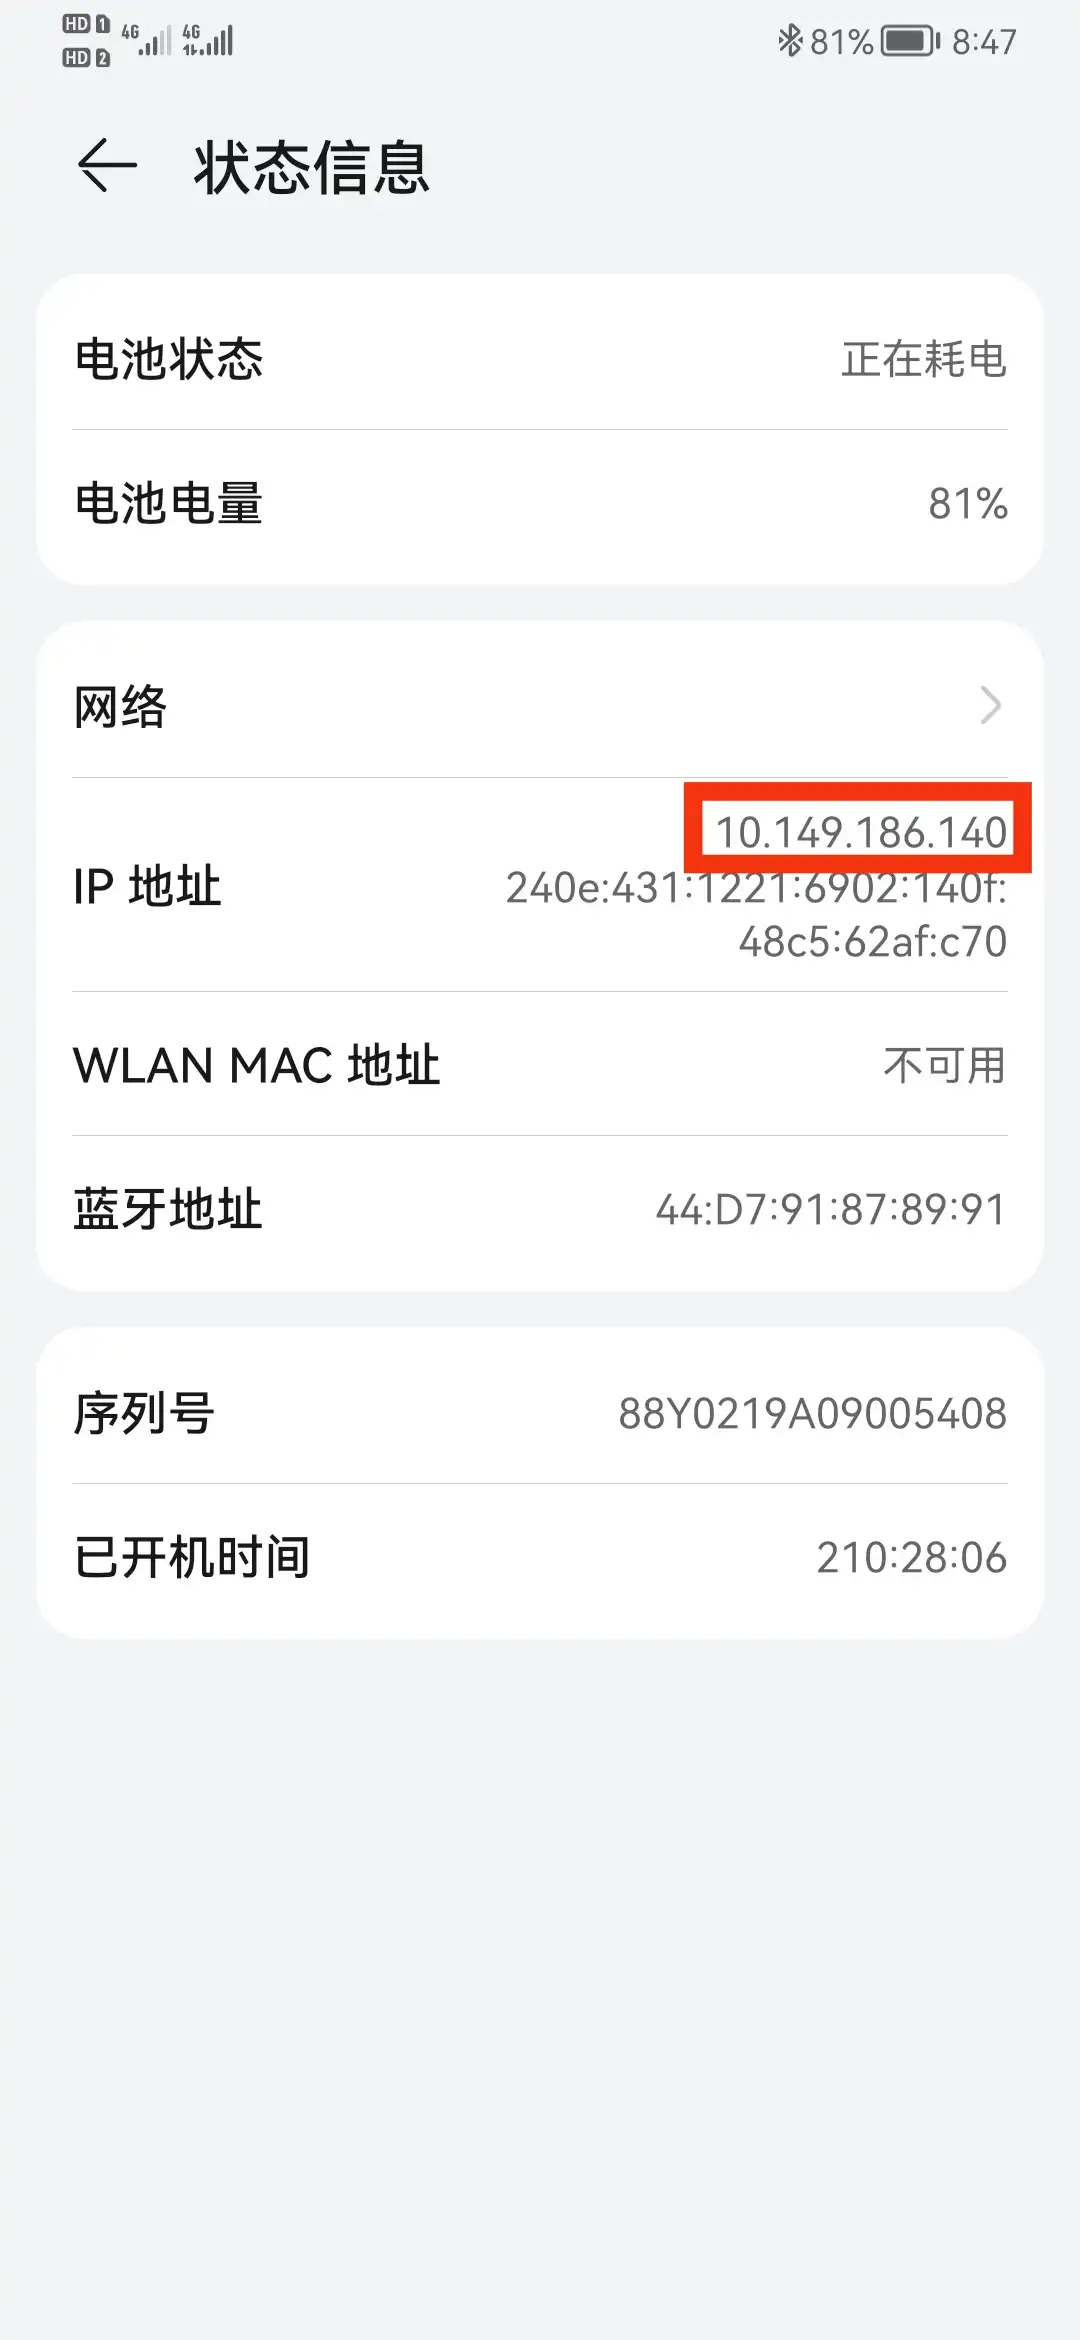 HD 1 4G 4G 81% 8:47
HD 2
状态信息
电池状态 正在耗电
电池电量 81%
网络
IP 地址 10.149.186.140
240e:431:1221:6902:140f:
48c5:62af:c70
WLAN MAC 地址 不可用
蓝牙地址 44:D7:91:87:89:91
序列号 88Y0219A09005408
已开机时间 210:28:06